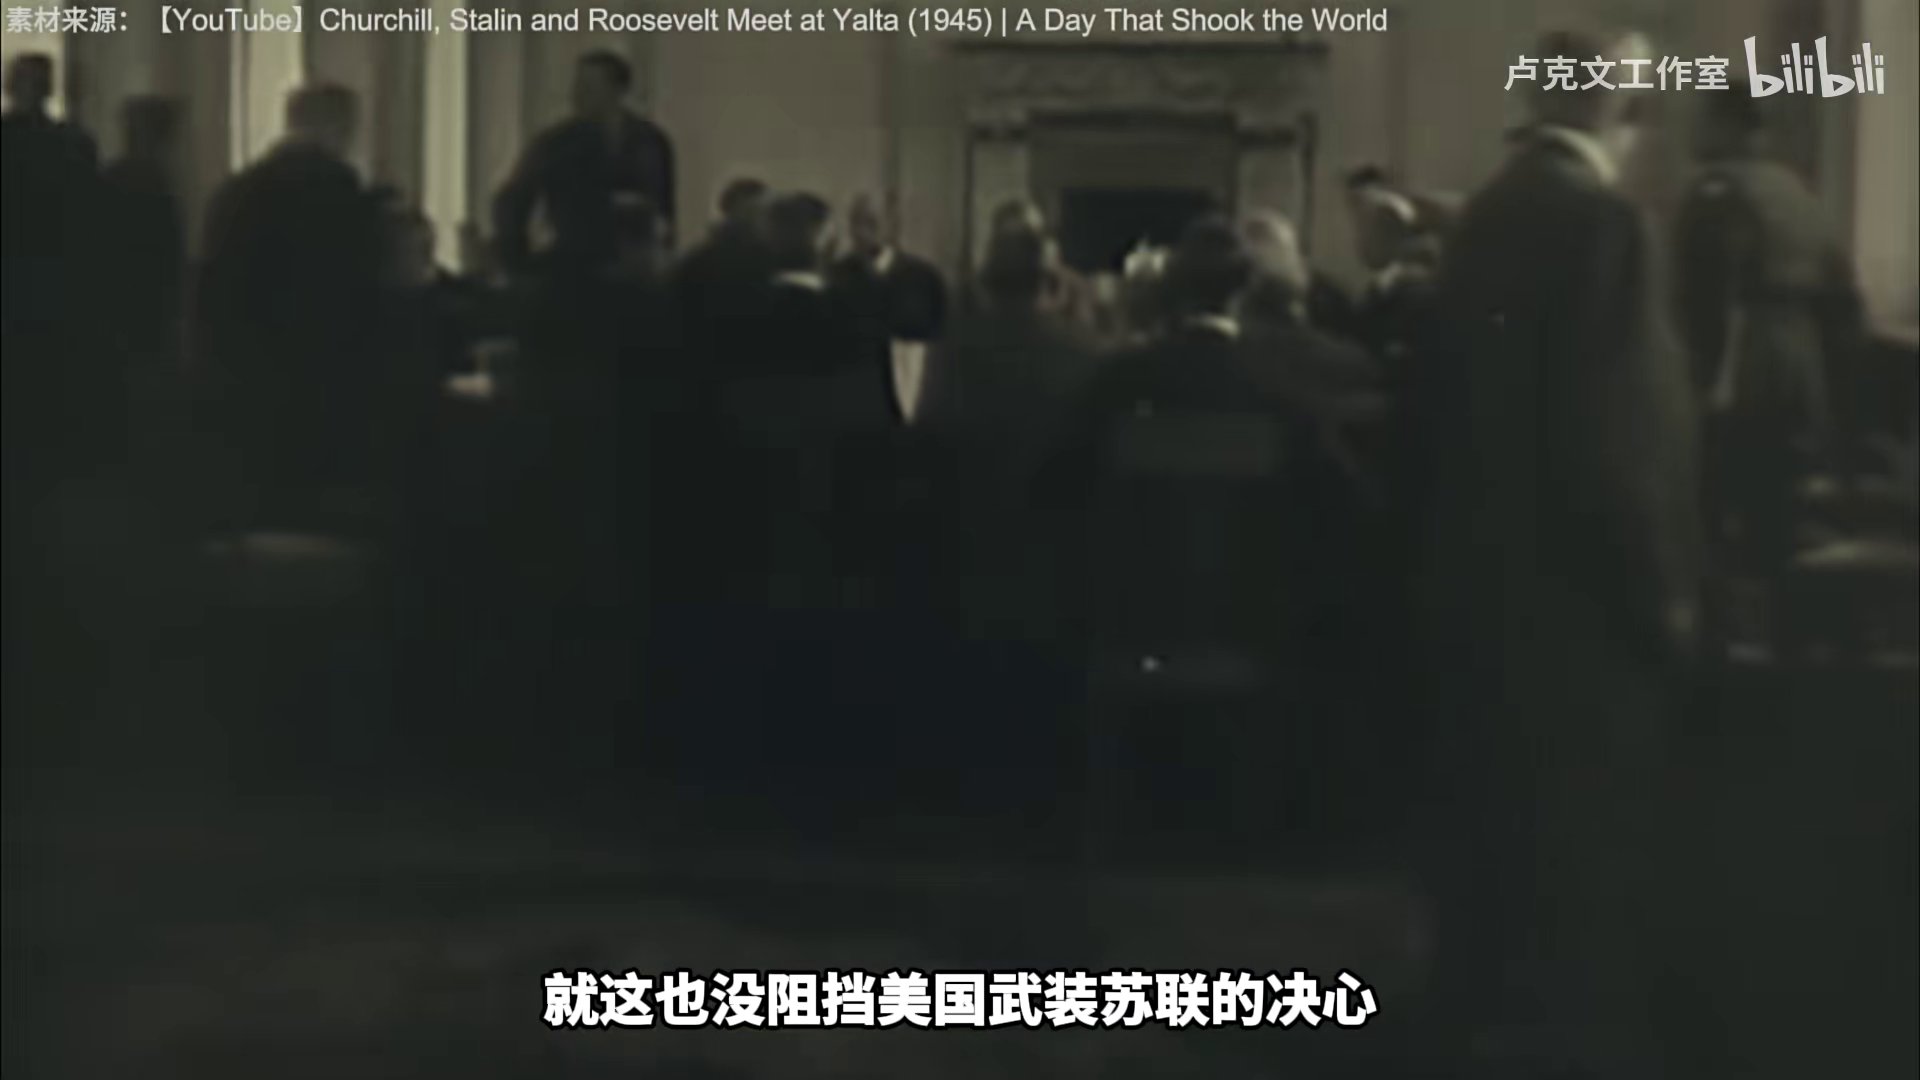 素材来源：【YouTube】Churchill, Stalin and Roosevelt Meet at Yalta (1945) | A Day That Shook the World
卢克文工作室 bilibili
就这也没阻挡美国武装苏联的决心